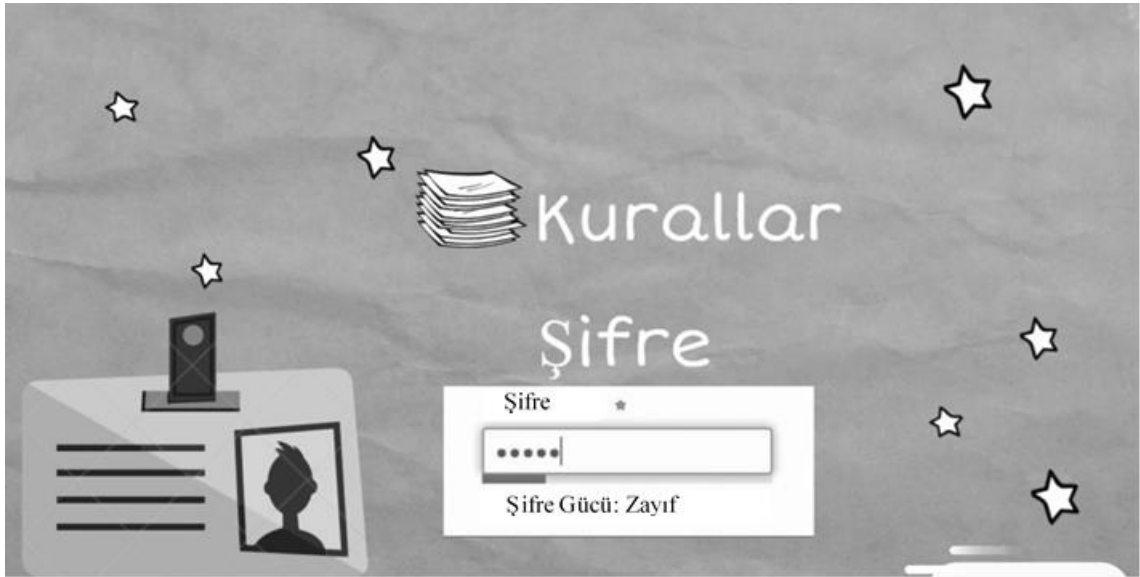 Kurallar
Şifre
Şifre *
•••••
Şifre Gücü: Zayıf